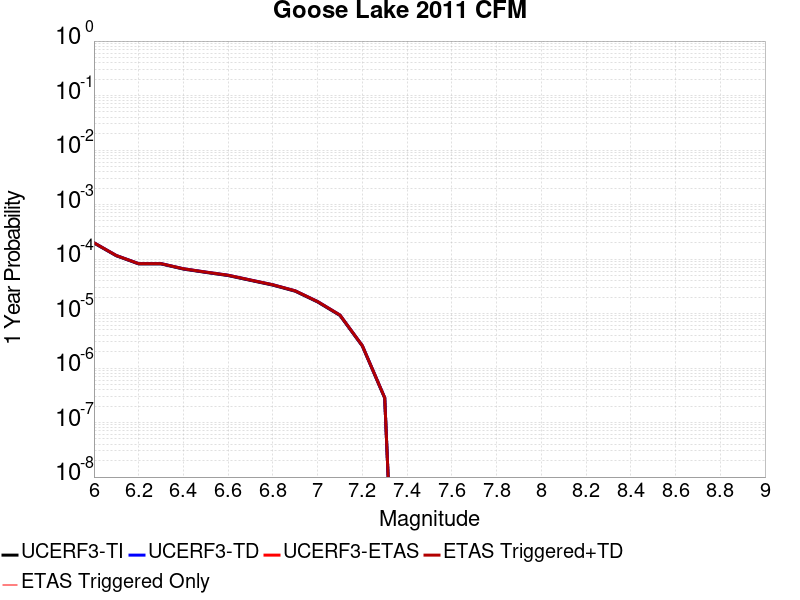 Goose Lake 2011 CFM
10^0
10^-1
10^-2
10^-3
10^-4
10^-5
10^-6
10^-7
10^-8
1 Year Probability
6 6.2 6.4 6.6 6.8 7 7.2 7.4 7.6 7.8 8 8.2 8.4 8.6 8.8 9
Magnitude
UCERF3-TI UCERF3-TD UCERF3-ETAS ETAS Triggered+TD
ETAS Triggered Only